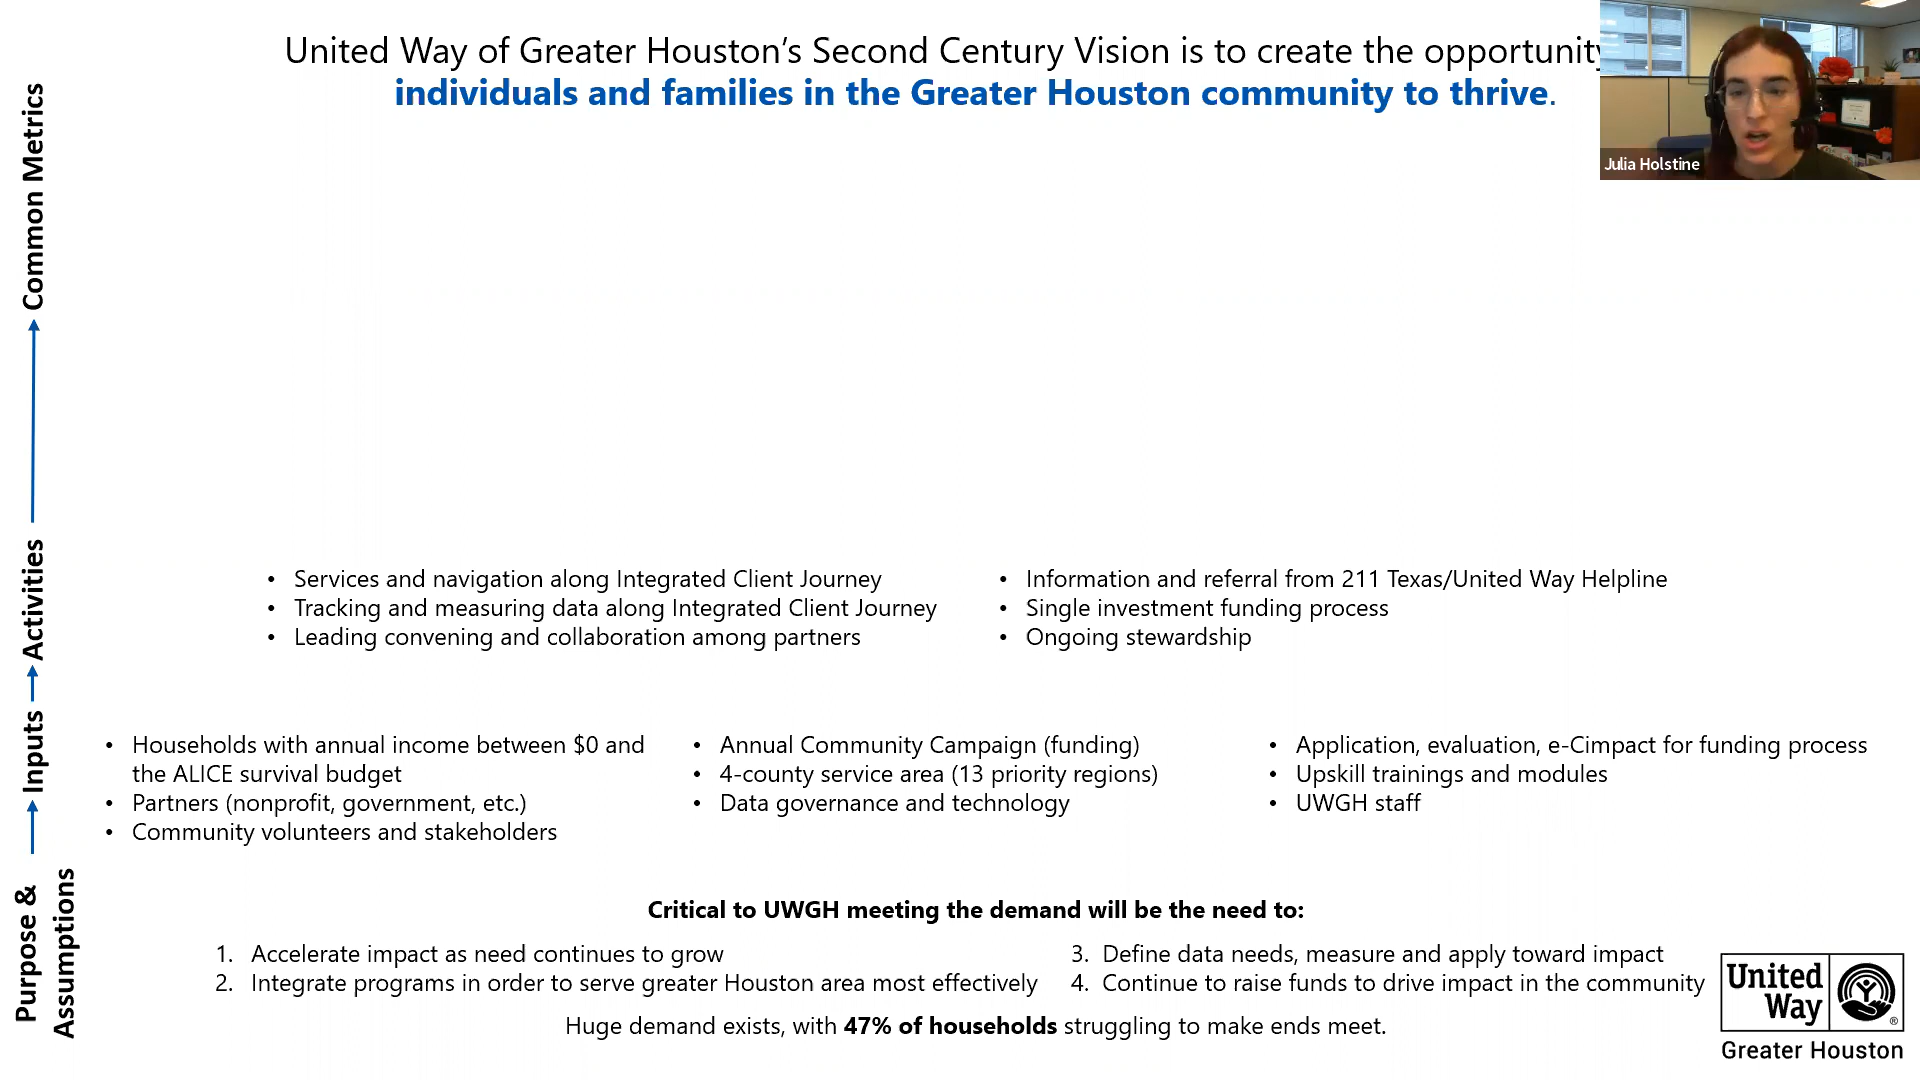 United Way of Greater Houston’s Second Century Vision is to create the opportunity
individuals and families in the Greater Houston community to thrive.
Julia Holstine
Common Metrics
Activities
• Services and navigation along Integrated Client Journey
• Tracking and measuring data along Integrated Client Journey
• Leading convening and collaboration among partners
• Information and referral from 211 Texas/United Way Helpline
• Single investment funding process
• Ongoing stewardship
Inputs
• Households with annual income between $0 and
the ALICE survival budget
• Partners (nonprofit, government, etc.)
• Community volunteers and stakeholders
• Annual Community Campaign (funding)
• 4-county service area (13 priority regions)
• Data governance and technology
• Application, evaluation, e-Cimpact for funding process
• Upskill trainings and modules
• UWGH staff
Purpose &
Assumptions
Critical to UWGH meeting the demand will be the need to:
1. Accelerate impact as need continues to grow
2. Integrate programs in order to serve greater Houston area most effectively
3. Define data needs, measure and apply toward impact
4. Continue to raise funds to drive impact in the community
Huge demand exists, with 47% of households struggling to make ends meet.
United
Way
®
Greater Houston